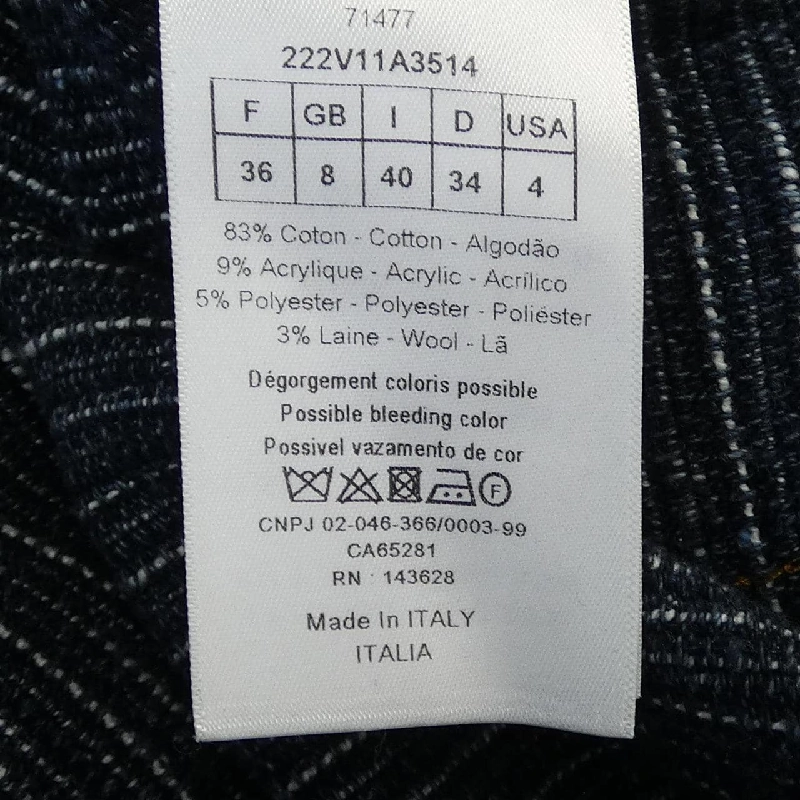 71477
222V11A3514
F GB I D USA
36 8 40 34 4
83% Coton - Cotton - Algodão
9% Acrylique - Acrylic - Acrílico
5% Polyester - Polyester - Poliéster
3% Laine - Wool - Lã
Dégorgement coloris possible
Possible bleeding color
Possivel vazamento de cor
F
CNPJ 02-046-366/0003-99
CA65281
RN : 143628
Made In ITALY
ITALIA